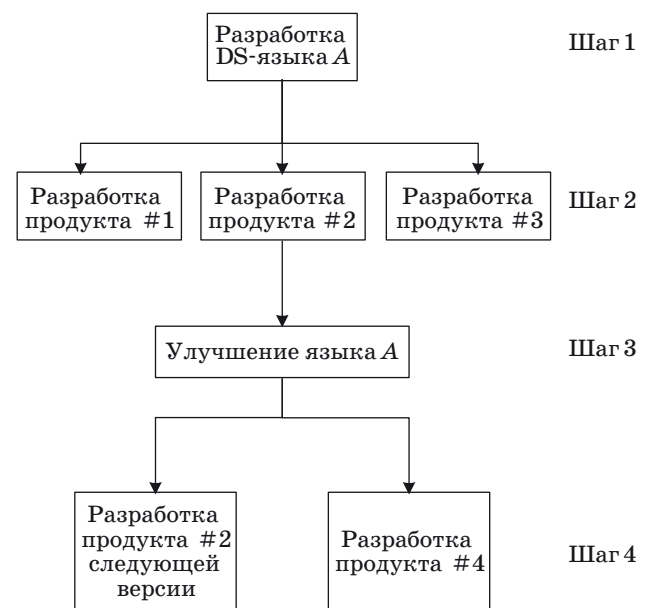 Разработка
DS-языка A
Шаг 1
Разработка
продукта #1
Разработка
продукта #2
Разработка
продукта #3
Шаг 2
Улучшение языка A
Шаг 3
Разработка
продукта #2
следующей
версии
Разработка
продукта #4
Шаг 4